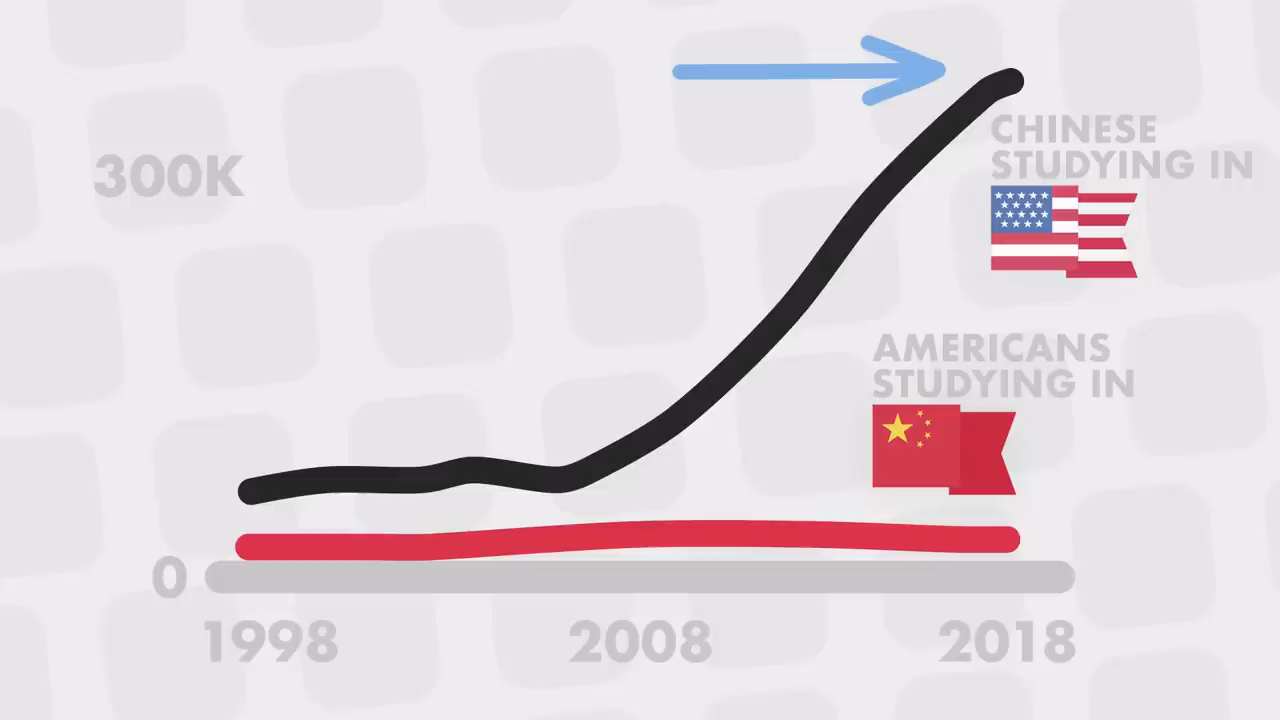 300K
CHINESE
STUDYING IN
AMERICANS
STUDYING IN
0
1998 2008 2018